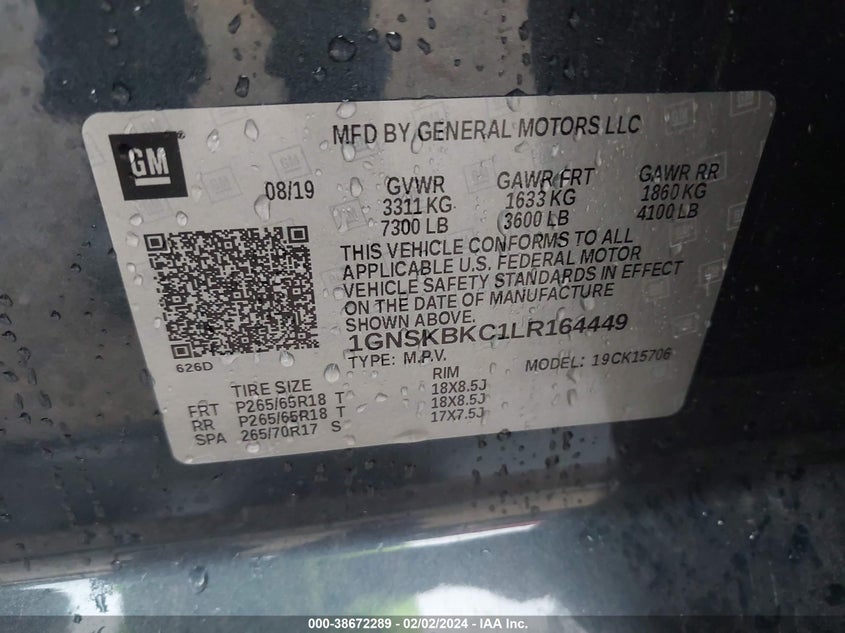 MFD BY GENERAL MOTORS LLC
GM
08/19
GVWR GAWR FRT GAWR RR
3311 KG 1633 KG 1860 KG
7300 LB 3600 LB 4100 LB
THIS VEHICLE CONFORMS TO ALL
APPLICABLE U.S. FEDERAL MOTOR
VEHICLE SAFETY STANDARDS IN EFFECT
ON THE DATE OF MANUFACTURE
SHOWN ABOVE.
1GNSKBKC1LR164449
626D
TYPE: M.P.V. MODEL: 19CK15706
TIRE SIZE RIM
FRT P265/65R18 T 18X8.5J
RR P265/65R18 T 18X8.5J
SPA 265/70R17 S 17X7.5J
000-38672289 - 02/02/2024 - IAA Inc.